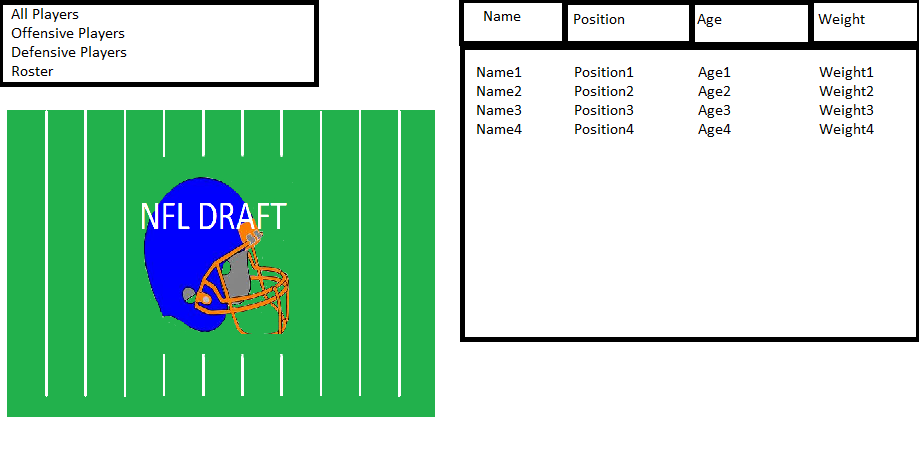 All Players
Offensive Players
Defensive Players
Roster
NFL DRAFT
Name Position Age Weight
Name1 Position1 Age1 Weight1
Name2 Position2 Age2 Weight2
Name3 Position3 Age3 Weight3
Name4 Position4 Age4 Weight4